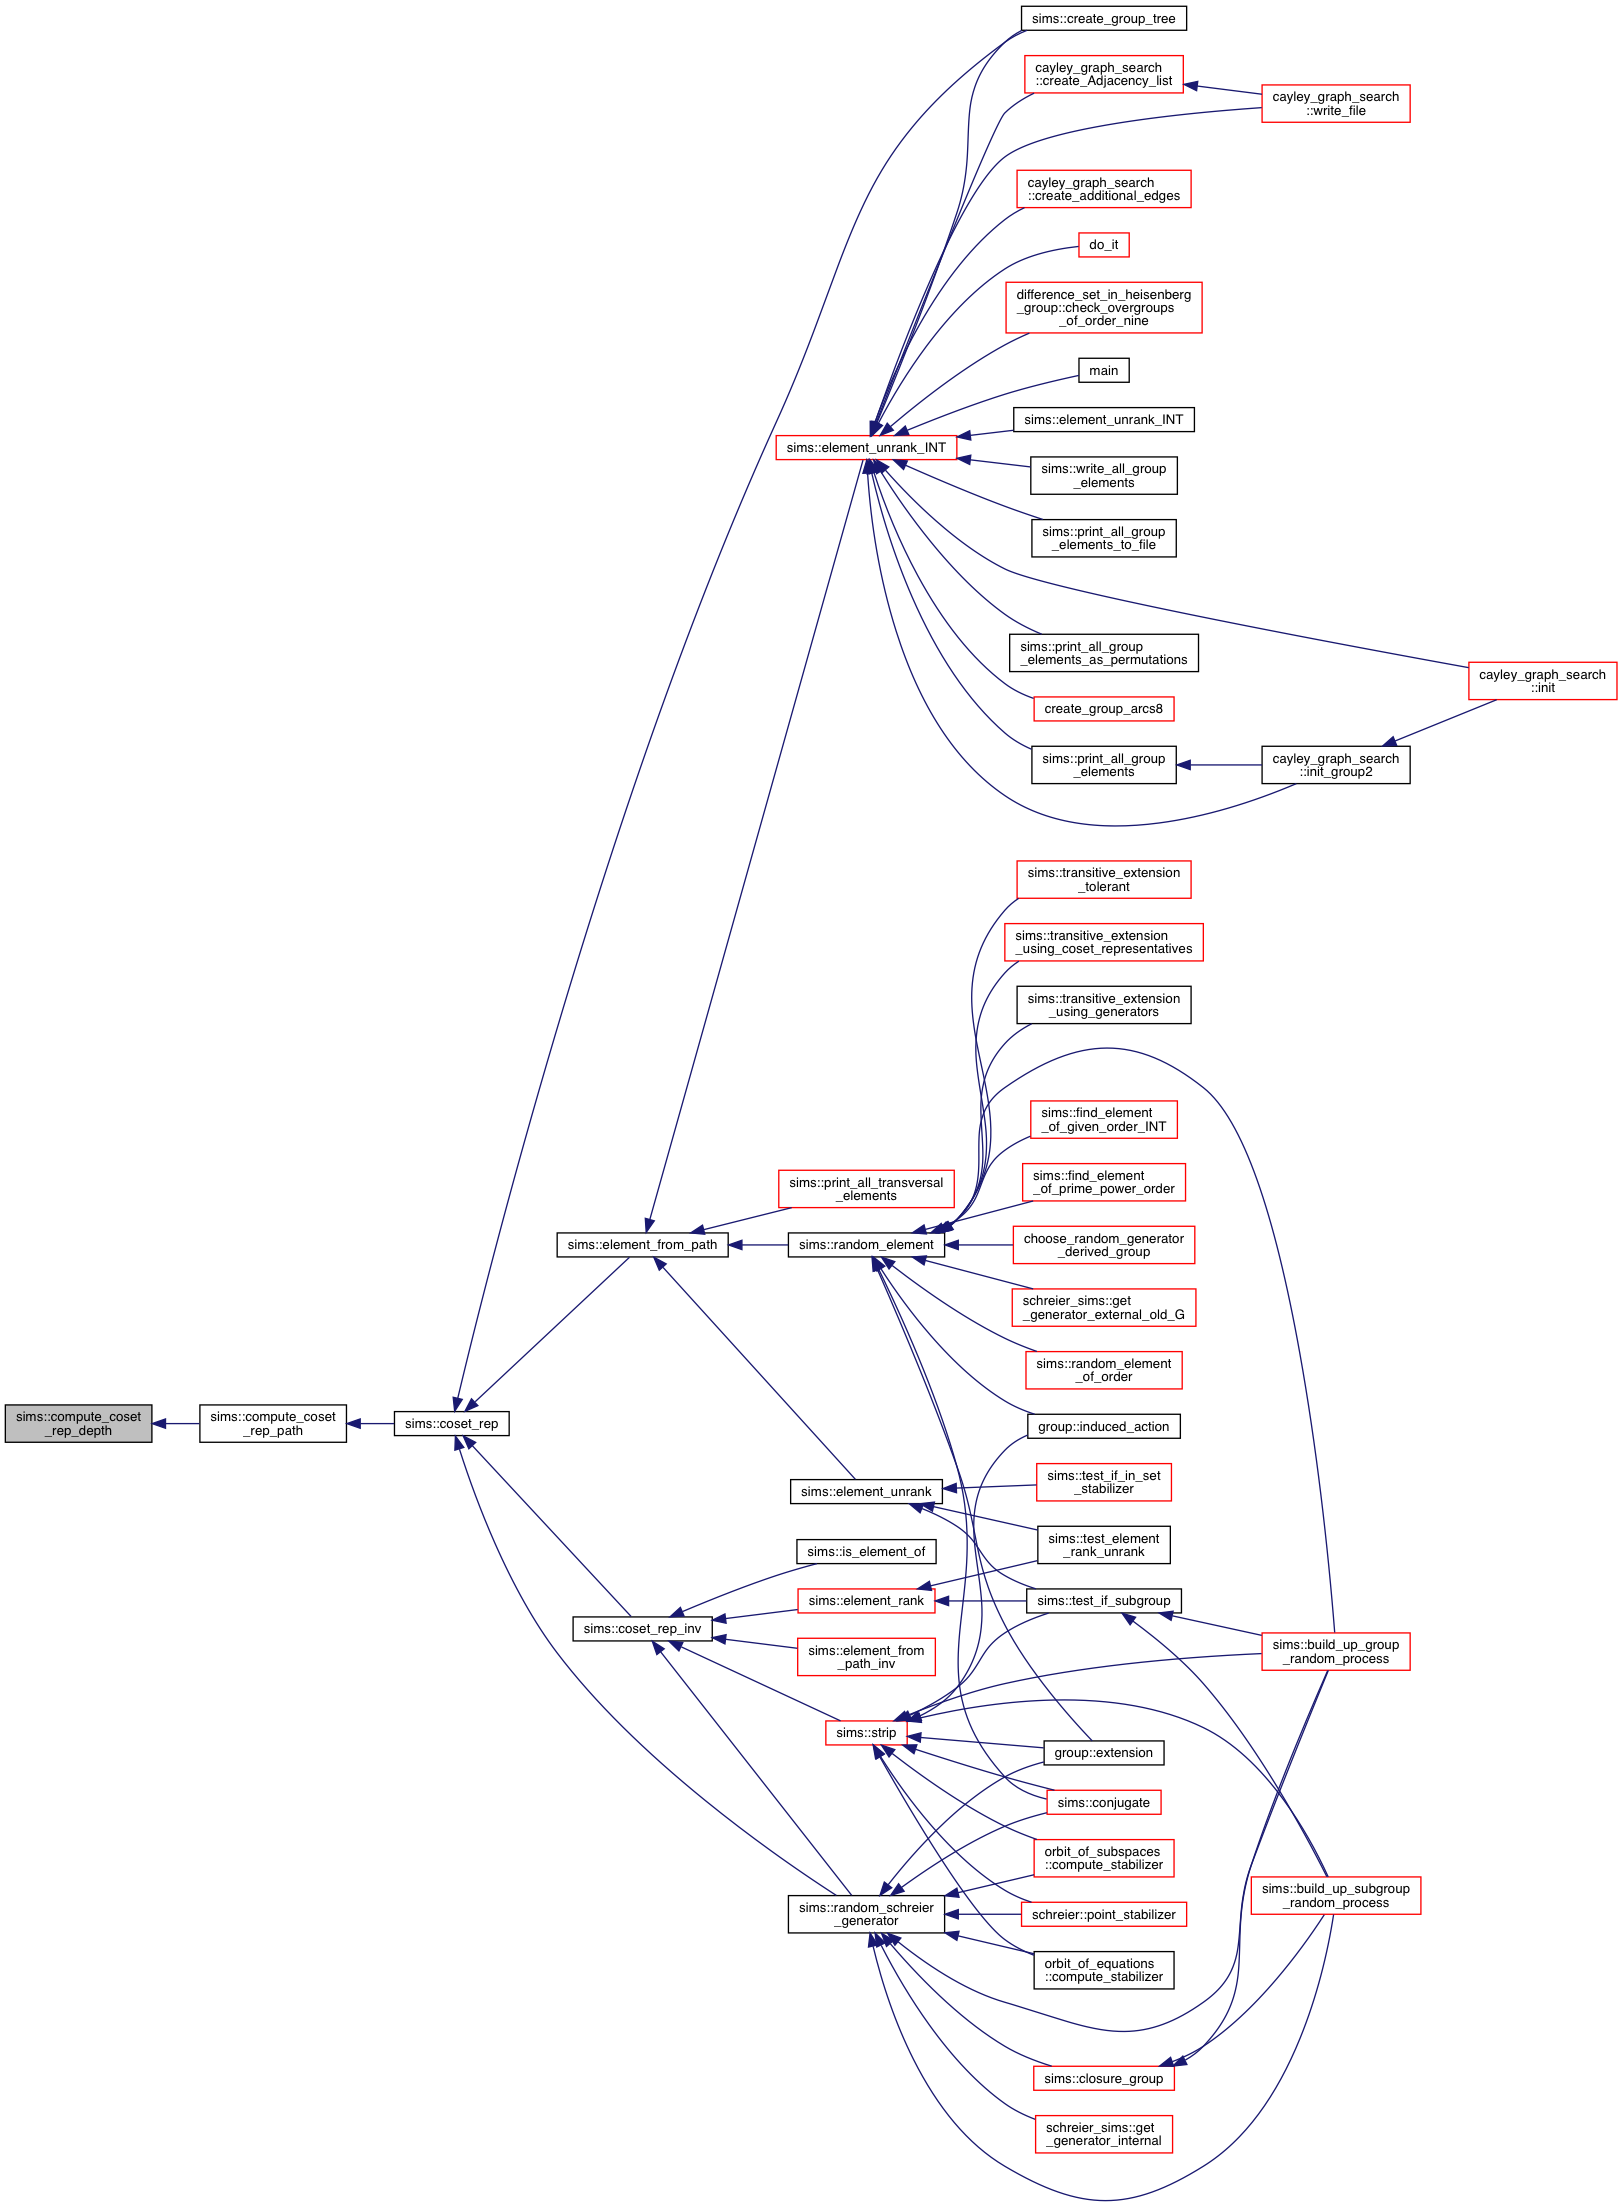 sims::create_group_tree
cayley_graph_search
::create_Adjacency_list
cayley_graph_search
::write_file
cayley_graph_search
::create_additional_edges
do_it
difference_set_in_heisenberg
_group::check_overgroups
_of_order_nine
main
sims::element_unrank_INT
sims::element_unrank_INT
sims::write_all_group
_elements
sims::print_all_group
_elements_to_file
sims::print_all_group
_elements_as_permutations
cayley_graph_search
::init
create_group_arcs8
sims::print_all_group
_elements
cayley_graph_search
::init_group2
sims::transitive_extension
_tolerant
sims::transitive_extension
_using_coset_representatives
sims::transitive_extension
_using_generators
sims::find_element
_of_given_order_INT
sims::print_all_transversal
_elements
sims::find_element
_of_prime_power_order
sims::element_from_path
sims::random_element
choose_random_generator
_derived_group
schreier_sims::get
_generator_external_old_G
sims::random_element
_of_order
sims::compute_coset
_rep_depth
sims::compute_coset
_rep_path
sims::coset_rep
group::induced_action
sims::element_unrank
sims::test_if_in_set
_stabilizer
sims::is_element_of
sims::test_element
_rank_unrank
sims::element_rank
sims::test_if_subgroup
sims::coset_rep_inv
sims::element_from
_path_inv
sims::build_up_group
_random_process
sims::strip
group::extension
sims::conjugate
orbit_of_subspaces
::compute_stabilizer
sims::build_up_subgroup
_random_process
sims::random_schreier
_generator
schreier::point_stabilizer
orbit_of_equations
::compute_stabilizer
sims::closure_group
schreier_sims::get
_generator_internal